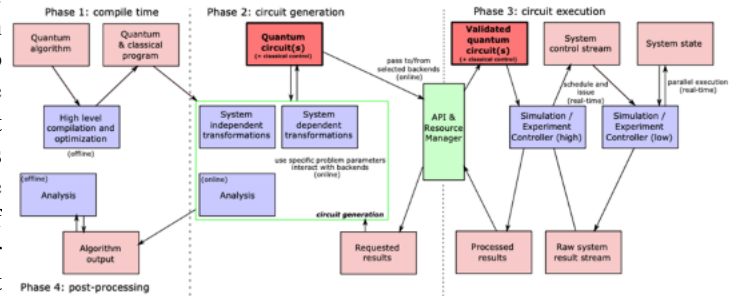 Phase 1: compile time
Phase 2: circuit generation
Phase 3: circuit execution
Quantum
algorithm
Quantum
& classical
program
Quantum
circuit(s)
(+ classical control)
Validated
quantum
circuit(s)
(+ classical control)
System
control stream
System state
pass to/from
selected backends
(online)
schedule and
issue
(real-time)
parallel execution
(real-time)
High level
compilation and
optimization
(offline)
System
independent
transformations
System
dependent
transformations
API &
Resource
Manager
Simulation /
Experiment
Controller (high)
Simulation /
Experiment
Controller (low)
use specific problem parameters
interact with backends
(online)
(offline)
Analysis
(online)
Analysis
circuit generation
Algorithm
output
Requested
results
Processed
results
Raw system
result stream
Phase 4: post-processing